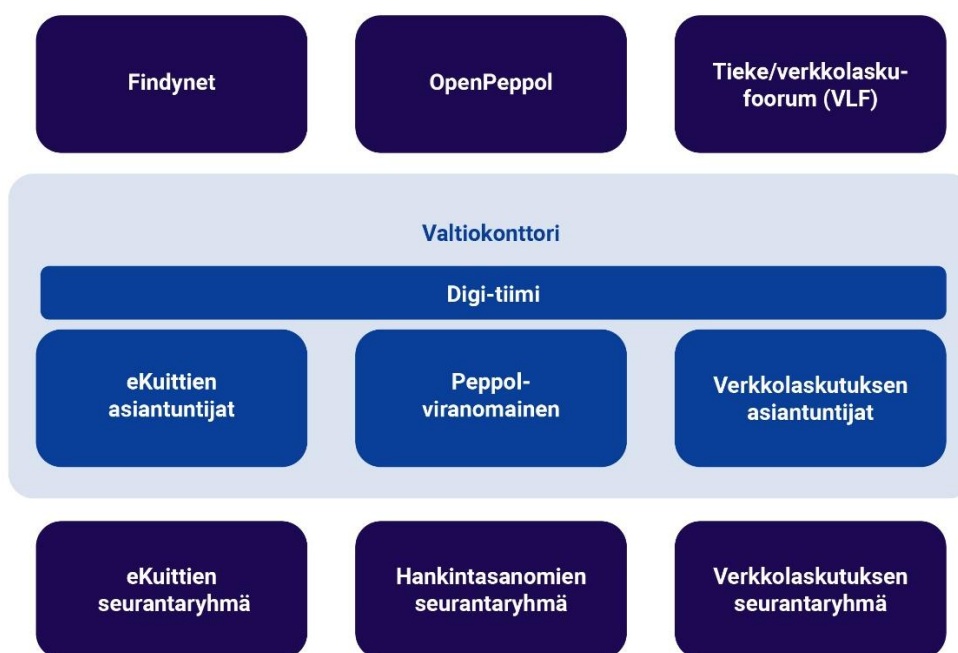 Findynet
OpenPeppol
Tieke/verkkolasku-
foorum (VLF)
Valtiokonttori
Digi-tiimi
eKuittien
asiantuntijat
Peppol-
viranomainen
Verkkolaskutuksen
asiantuntijat
eKuittien
seurantaryhmä
Hankintasanomien
seurantaryhmä
Verkkolaskutuksen
seurantaryhmä